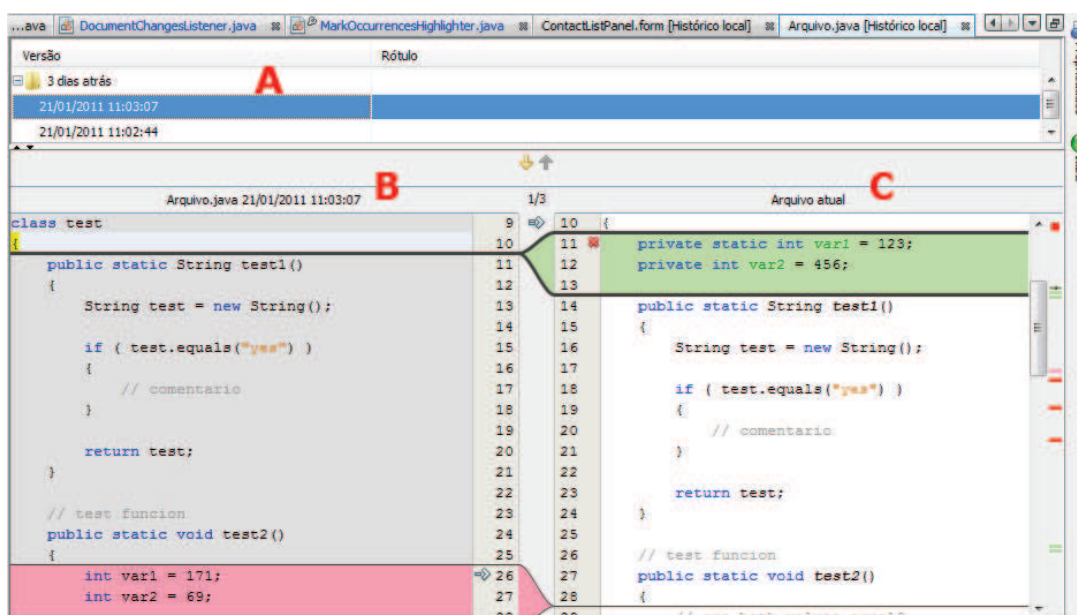 ...ava DocumentChangesListener.java MarkOccurrencesHighlighter.java ContactListPanel.form [Histórico local] Arquivo.java [Histórico local]
Versão Rótulo
3 dias atrás
A
21/01/2011 11:03:07
21/01/2011 11:02:44
B C
Arquivo.java 21/01/2011 11:03:07 1/3 Arquivo atual
class test 9 10 {
{ 10 11 private static int var1 = 123;
public static String test1() 11 12 private int var2 = 456;
{ 12 13
String test = new String(); 13 14 public static String test1()
14 15 {
if ( test.equals("yes") ) 15 16 String test = new String();
{ 16 17
// comentario 17 18 if ( test.equals("yes") )
} 18 19 {
19 20 // comentario
return test; 20 21 }
} 21 22
22 23 return test;
// test funcion 23 24 }
public static void test2() 24 25
{ 25 26 // test funcion
int var1 = 171; 26 27 public static void test2()
int var2 = 69; 27 28 {